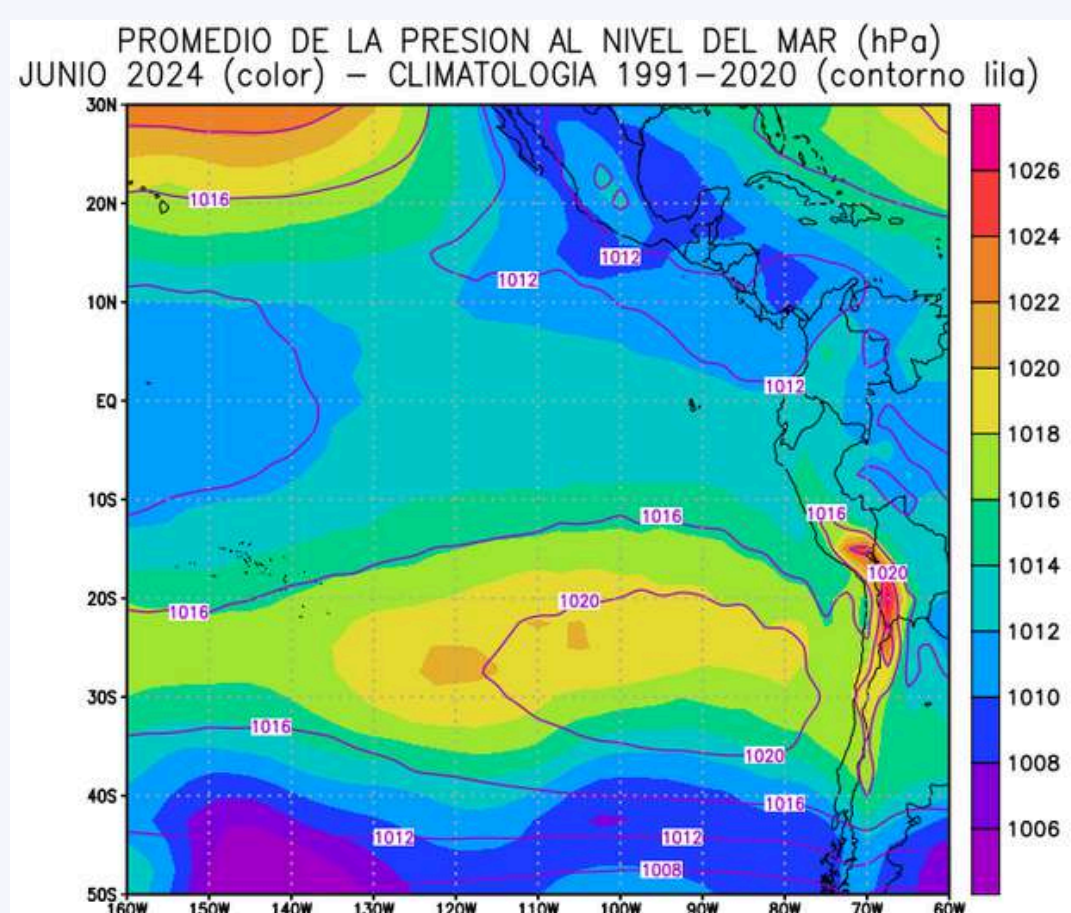 PROMEDIO DE LA PRESION AL NIVEL DEL MAR (hPa)
JUNIO 2024 (color) – CLIMATOLOGIA 1991–2020 (contorno lila)
30N
20N
10N
EQ
10S
20S
30S
40S
50S
1016
1012
1012
1012
1016
1016
1020
1016
1020
1016
1020
1016
1012
1012
1008
160W 150W 140W 130W 120W 110W 100W 90W 80W 70W 60W
1026
1024
1022
1020
1018
1016
1014
1012
1010
1008
1006